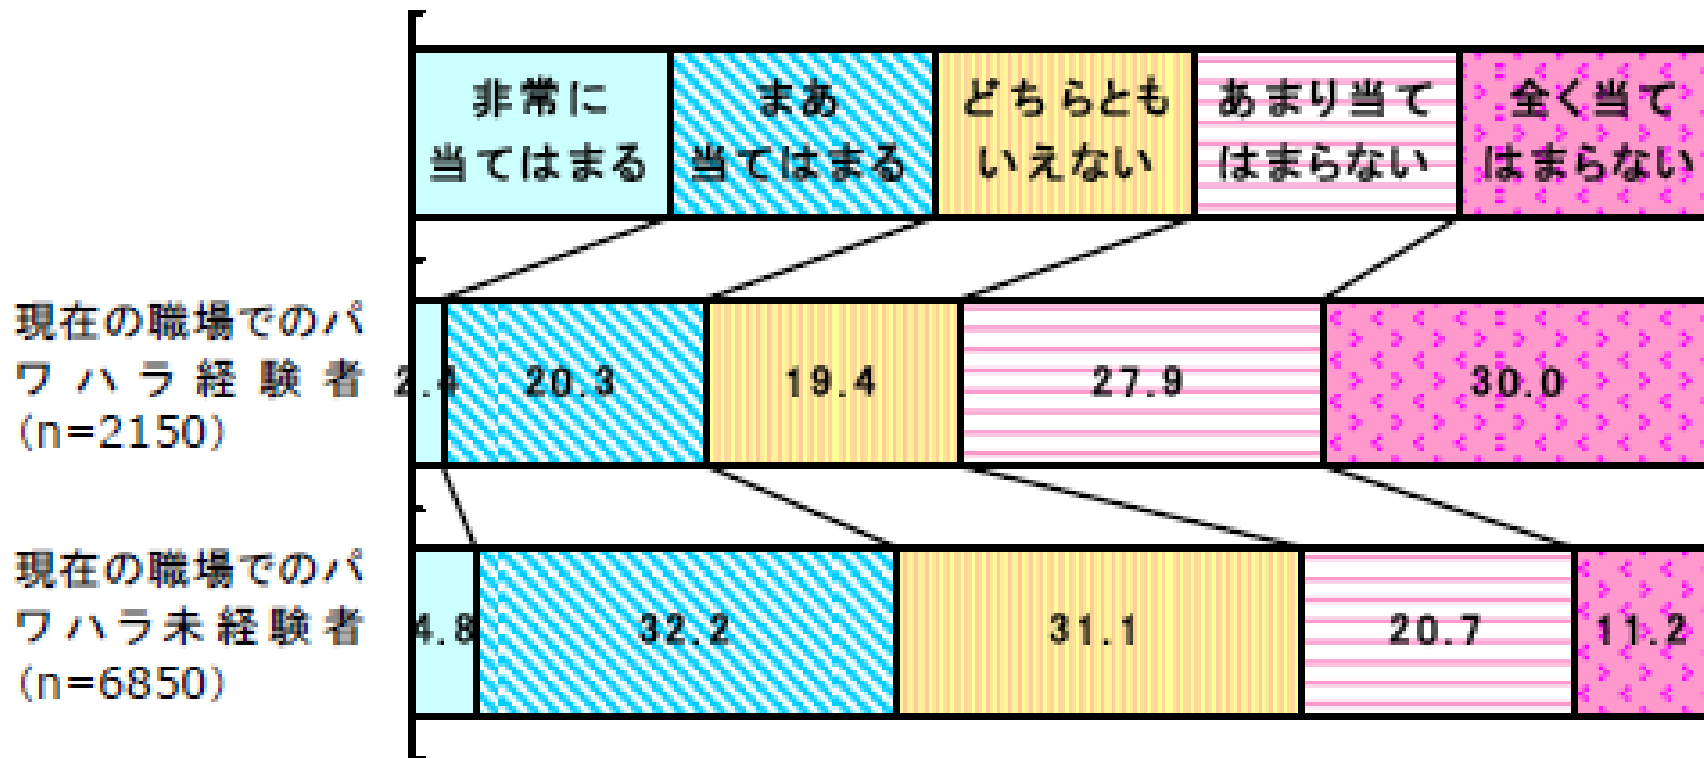 非常に
当てはまる
まあ
当てはまる
どちらとも
いえない
あまり当て
はまらない
全く当て
はまらない
現在の職場でのパ
ワハラ経験者
(n=2150)
2.4
20.3
19.4
27.9
30.0
現在の職場でのパ
ワハラ未経験者
(n=6850)
4.8
32.2
31.1
20.7
11.2